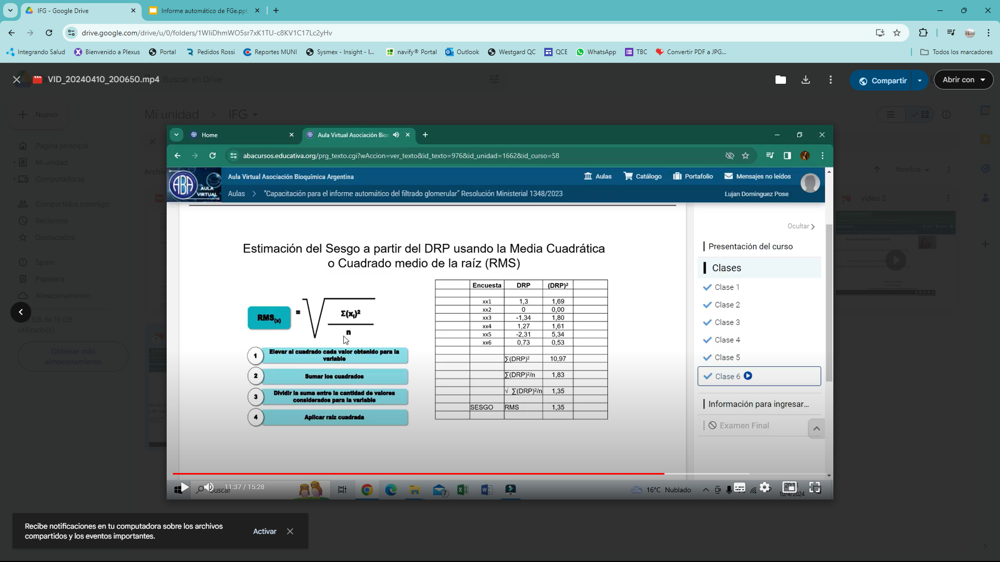 IFG - Google Drive
Informe automático de FGe.ppt
drive.google.com/drive/u/0/folders/1WIiDhmWO5sr7xK1TU-c8KV1C17Lc2yHv
Integrando Salud
Bienvenido a Plexus
Portal
Pedidos Rossi
Reportes MUNI
Sysmex - Insight - I...
navify® Portal
Outlook
Westgard QC
QCE
WhatsApp
TBC
Convertir PDF a JPG...
Todos los marcadores
VID_20240410_200650.mp4
Buscar en Drive
Compartir
Abrir con
Nuevo
Mi unidad
IFG
Página principal
Mi unidad
Computadoras
Compartidos conmigo
Recientes
Destacados
Spam
Papelera
Almacenamiento
GB de 15 GB
utilizado(s)
Obtener más
almacenamiento
Nombre
video 2
Home
Aula Virtual Asociación Bioq
abacursos.educativa.org/prg_texto.cgi?wAccion=ver_texto&id_texto=976&id_unidad=1662&id_curso=58
ABA
AULA
VIRTUAL
Aula Virtual Asociación Bioquímica Argentina
Aulas
Catálogo
Portafolio
Mensajes no leídos
Aulas > "Capacitación para el informe automático del filtrado glomerular" Resolución Ministerial 1348/2023
Lujan Dominguez Pose
Estimación del Sesgo a partir del DRP usando la Media Cuadrática
o Cuadrado medio de la raíz (RMS)
RMS(x) = √ Σ(xi)²
n
1 Elevar al cuadrado cada valor obtenido para la
variable
2 Sumar los cuadrados
3 Dividir la suma entre la cantidad de valores
considerados para la variable
4 Aplicar raíz cuadrada
Encuesta DRP (DRP)²
xx1 1,3 1,69
xx2 0 0,00
xx3 -1,34 1,80
xx4 1,27 1,61
xx5 -2,31 5,34
xx6 0,73 0,53
∑(DRP)² 10,97
∑(DRP)²/n 1,83
√ ∑(DRP)²/n 1,35
SESGO RMS 1,35
Ocultar
Presentación del curso
Clases
Clase 1
Clase 2
Clase 3
Clase 4
Clase 5
Clase 6
Información para ingresar...
Examen Final
11:37 / 15:28
Buscar
7
16°C Nublado
10/4/2024
Recibe notificaciones en tu computadora sobre los archivos
compartidos y los eventos importantes.
Activar